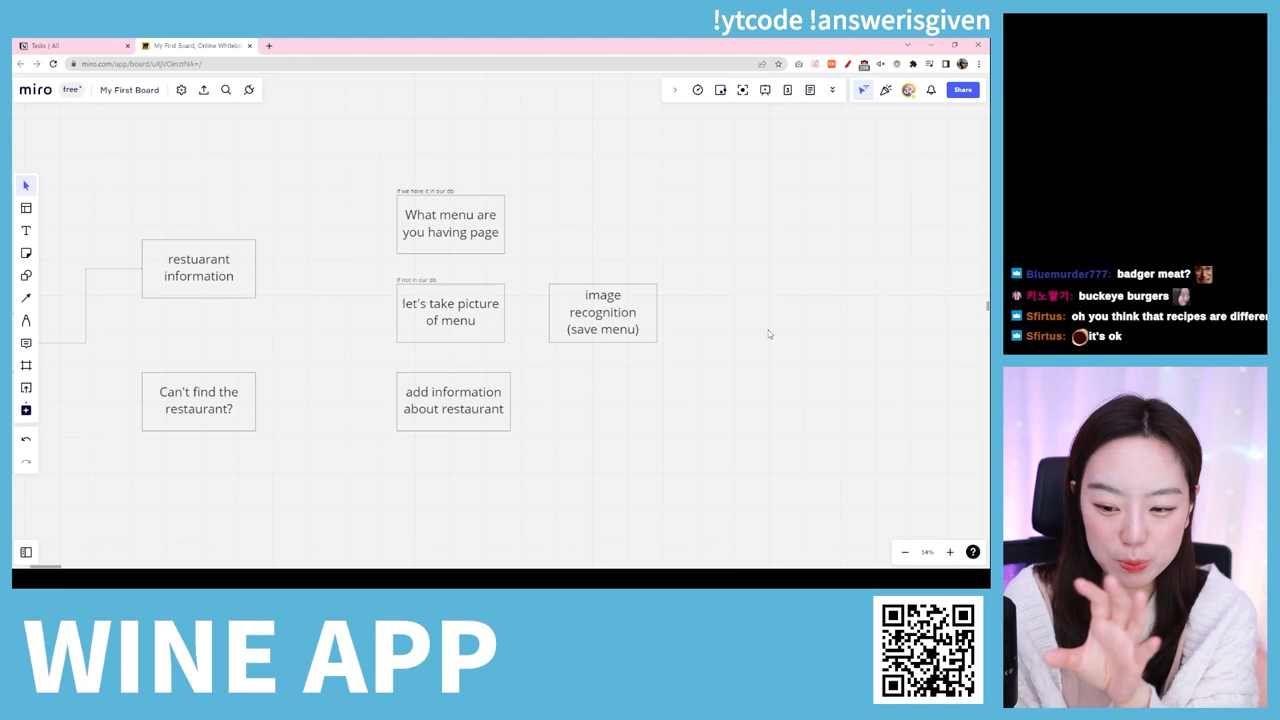 !ytcode !answerisgiven
Tasks | All
My First Board, Online Whitebo
miro.com/app/board/uXjVOinztNA=/
miro
free
My First Board
Share
if we have it in our db
What menu are
you having page
restuarant
information
if not in our db
let's take picture
of menu
image
recognition
(save menu)
Can't find the
restaurant?
add information
about restaurant
14%
Bluemurder777: badger meat?
키노딸기: buckeye burgers
Sfirtus: oh you think that recipes are differen
Sfirtus: it's ok
WINE APP